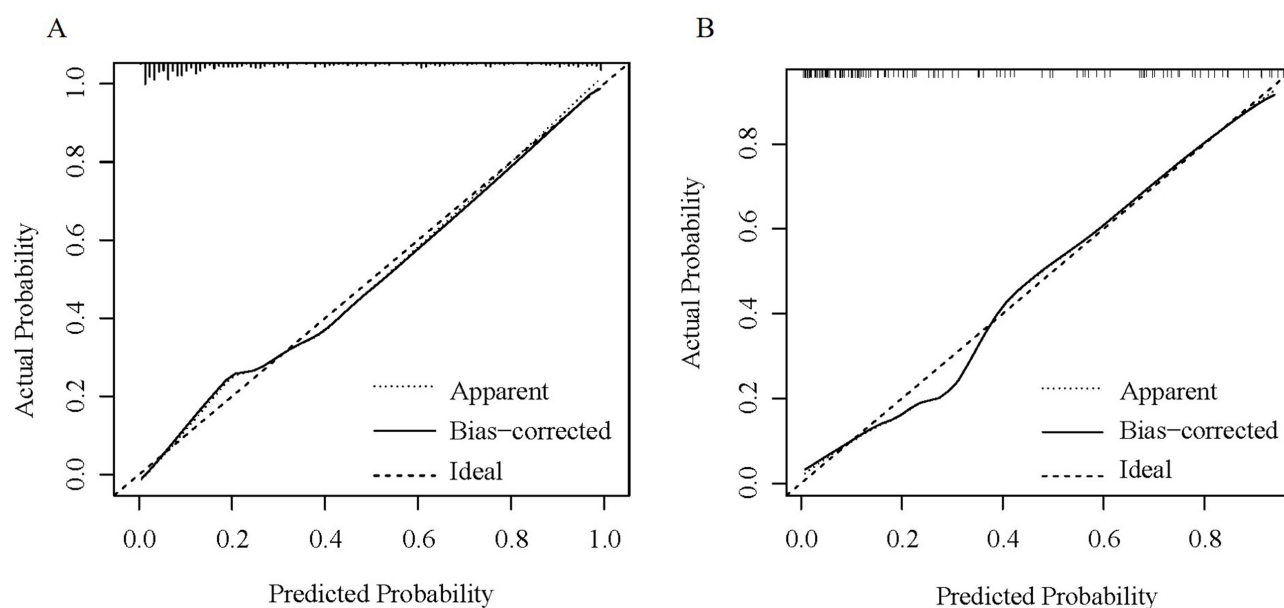 A
Actual Probability
1.0
0.8
0.6
0.4
0.2
0.0
Apparent
Bias−corrected
Ideal
0.0 0.2 0.4 0.6 0.8 1.0
Predicted Probability
B
Actual Probability
0.8
0.6
0.4
0.2
0.0
Apparent
Bias−corrected
Ideal
0.0 0.2 0.4 0.6 0.8
Predicted Probability